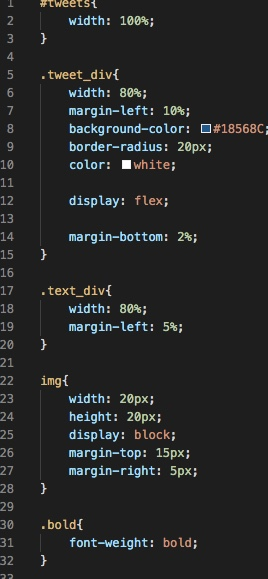 1 #tweets{
2 width: 100%;
3 }
4
5 .tweet_div{
6 width: 80%;
7 margin-left: 10%;
8 background-color: #18568C;
9 border-radius: 20px;
10 color: white;
11
12 display: flex;
13
14 margin-bottom: 2%;
15 }
16
17 .text_div{
18 width: 80%;
19 margin-left: 5%;
20 }
21
22 img{
23 width: 20px;
24 height: 20px;
25 display: block;
26 margin-top: 15px;
27 margin-right: 5px;
28 }
29
30 .bold{
31 font-weight: bold;
32 }
33